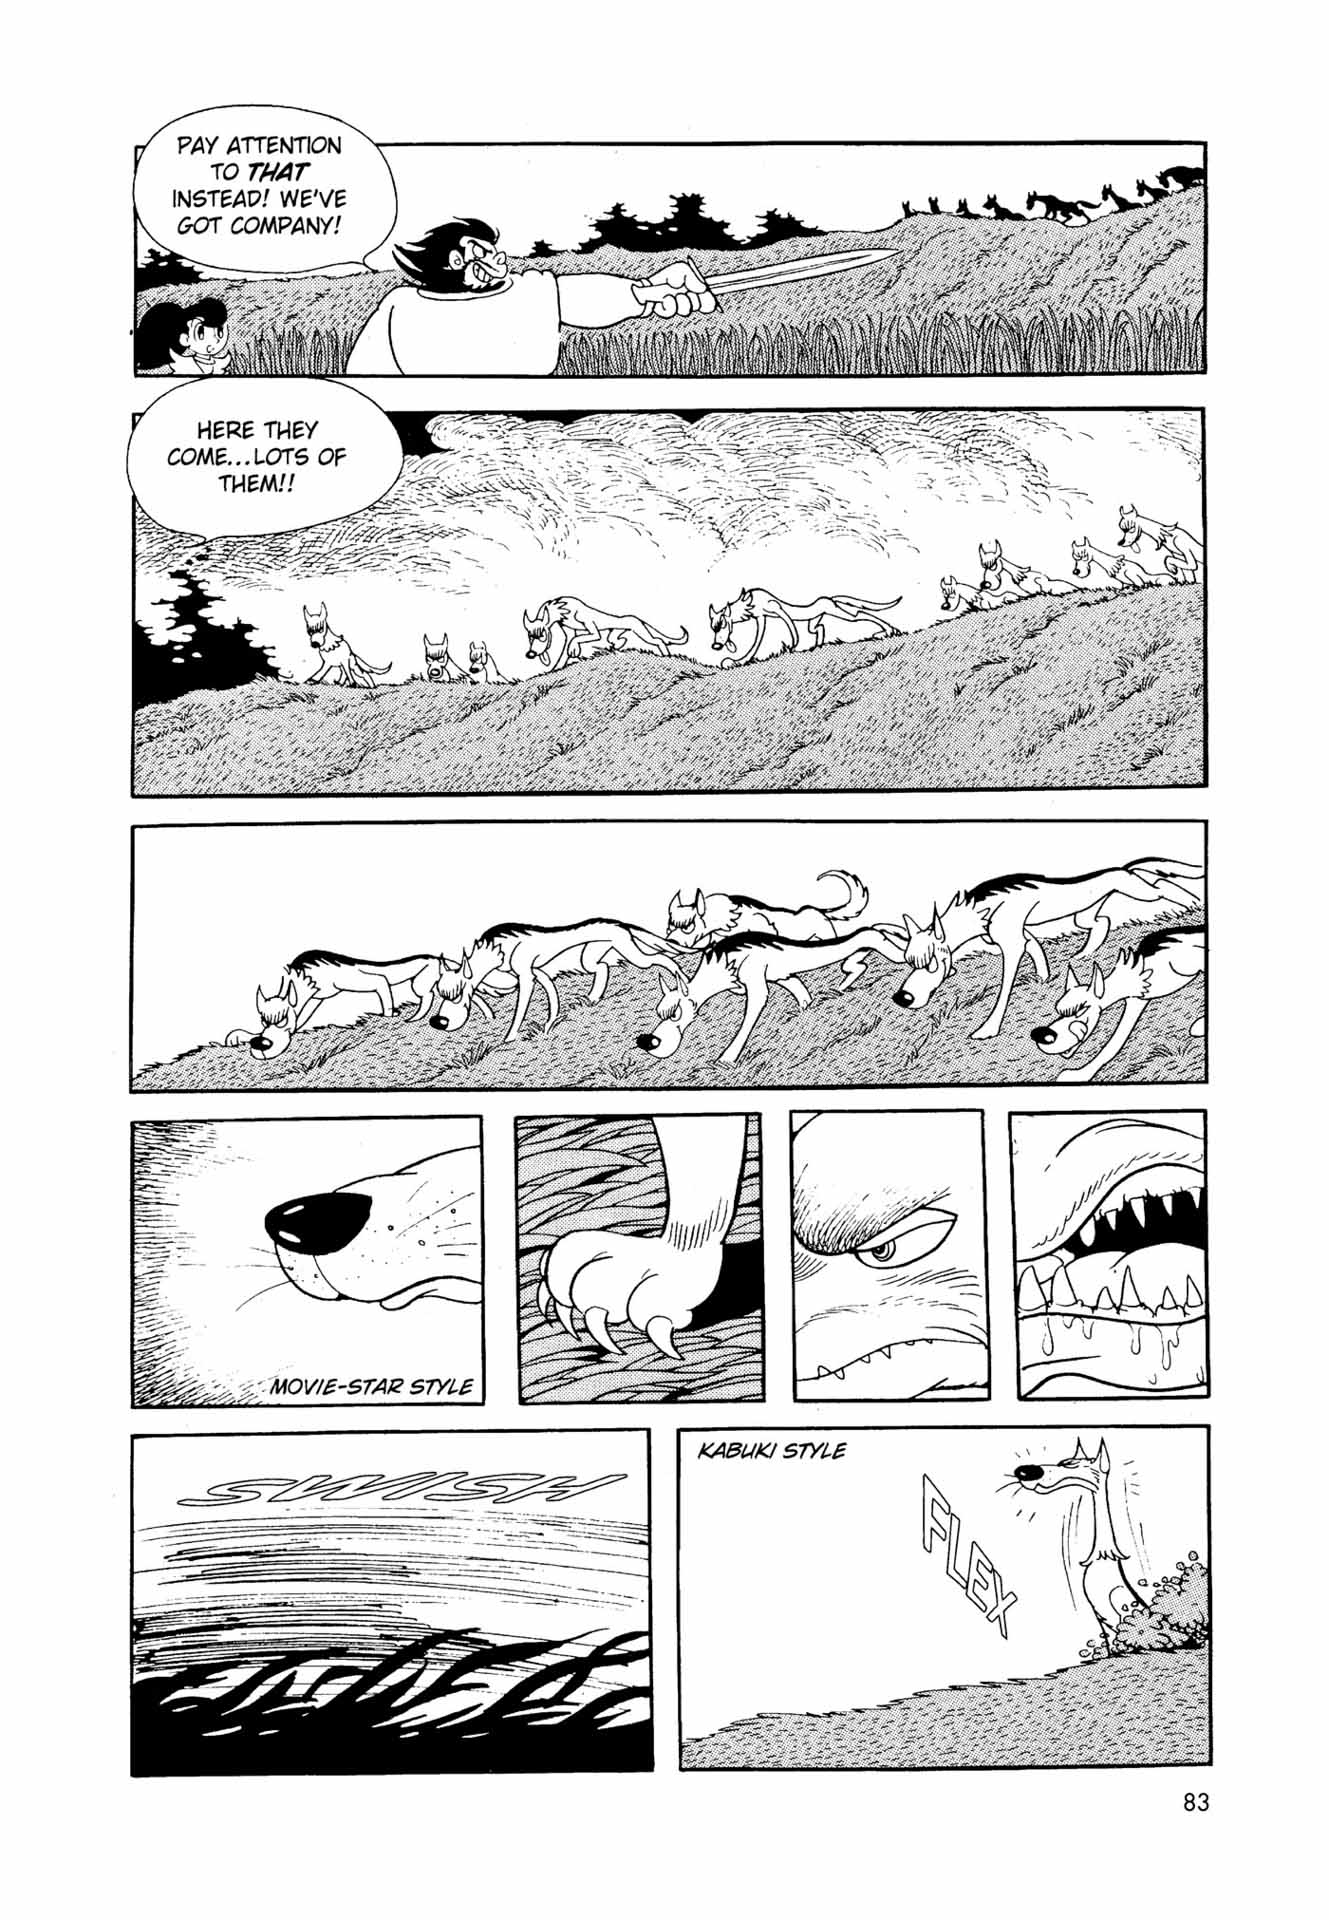 PAY ATTENTION
TO THAT
INSTEAD! WE'VE
GOT COMPANY!
HERE THEY
COME...LOTS OF
THEM!!
MOVIE-STAR STYLE
SWISH
KABUKI STYLE
FLEX
83